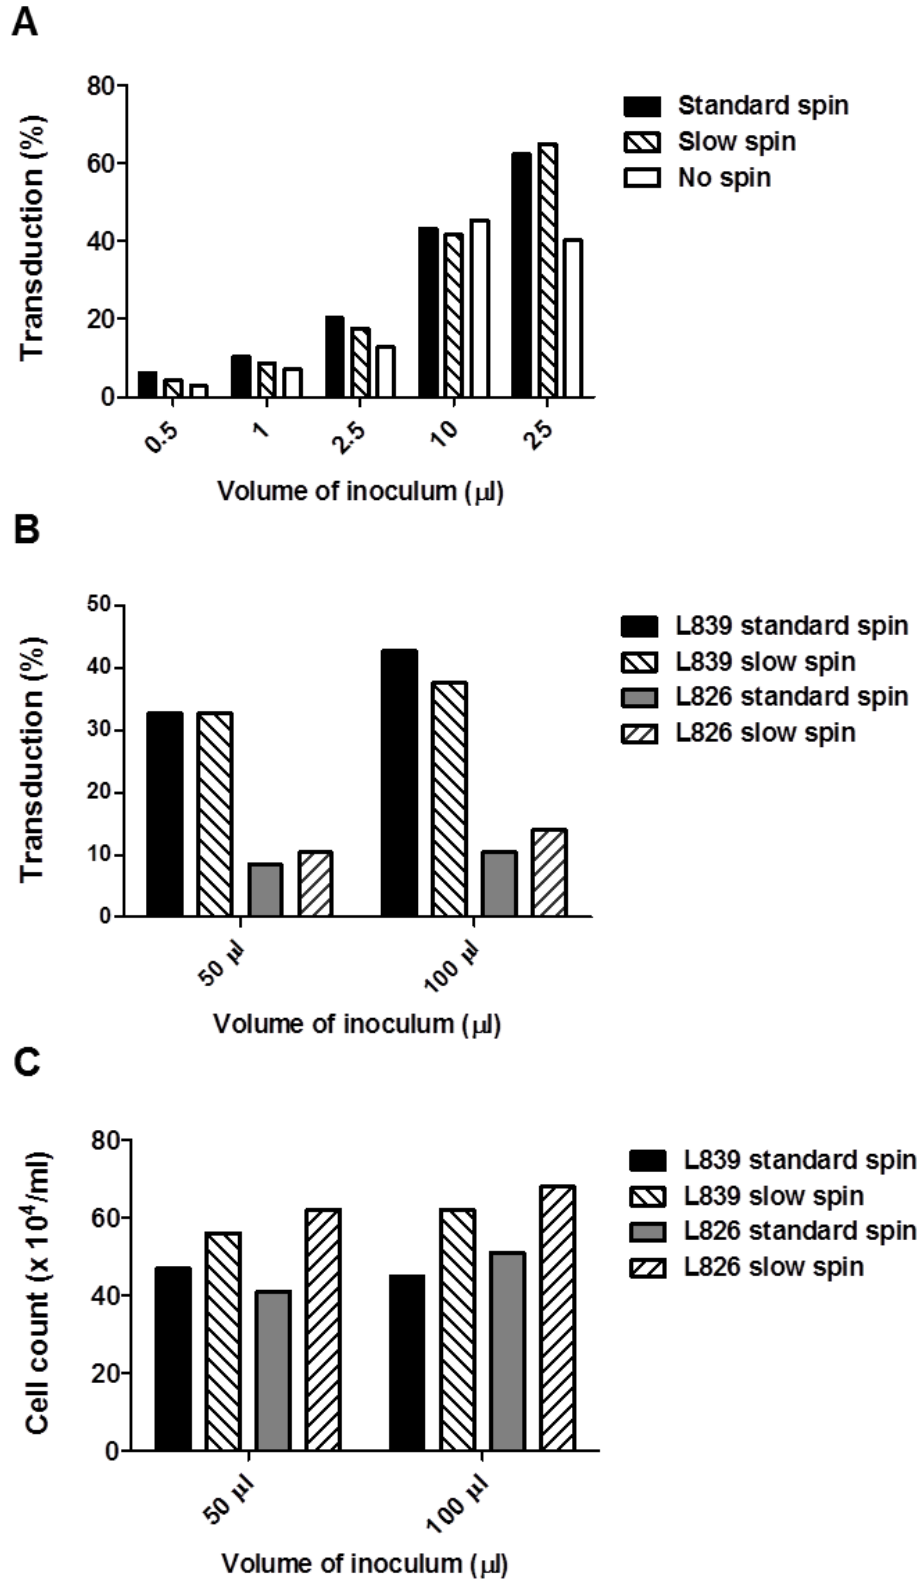 A
Transduction (%)
80
60
40
20
0
0.5
1
2.5
10
25
Volume of inoculum (µl)
Standard spin
Slow spin
No spin
B
Transduction (%)
50
40
30
20
10
0
50 µl
100 µl
Volume of inoculum (µl)
L839 standard spin
L839 slow spin
L826 standard spin
L826 slow spin
C
Cell count (x 10⁴/ml)
80
60
40
20
0
50 µl
100 µl
Volume of inoculum (µl)
L839 standard spin
L839 slow spin
L826 standard spin
L826 slow spin